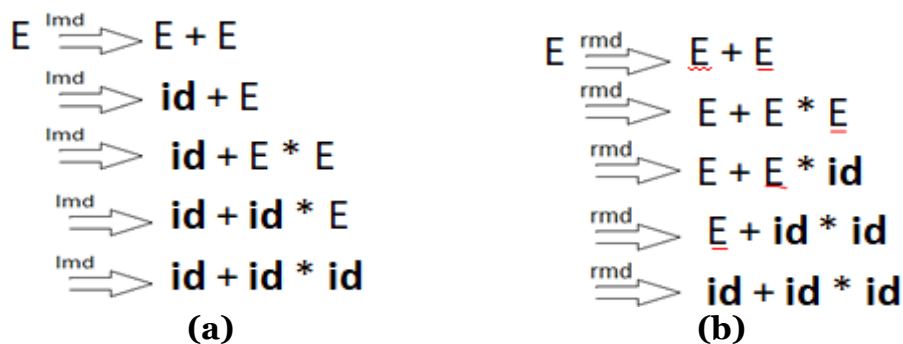 E lmd E + E
lmd id + E
lmd id + E * E
lmd id + id * E
lmd id + id * id
(a)
E rmd E + E
rmd E + E * E
rmd E + E * id
rmd E + id * id
rmd id + id * id
(b)